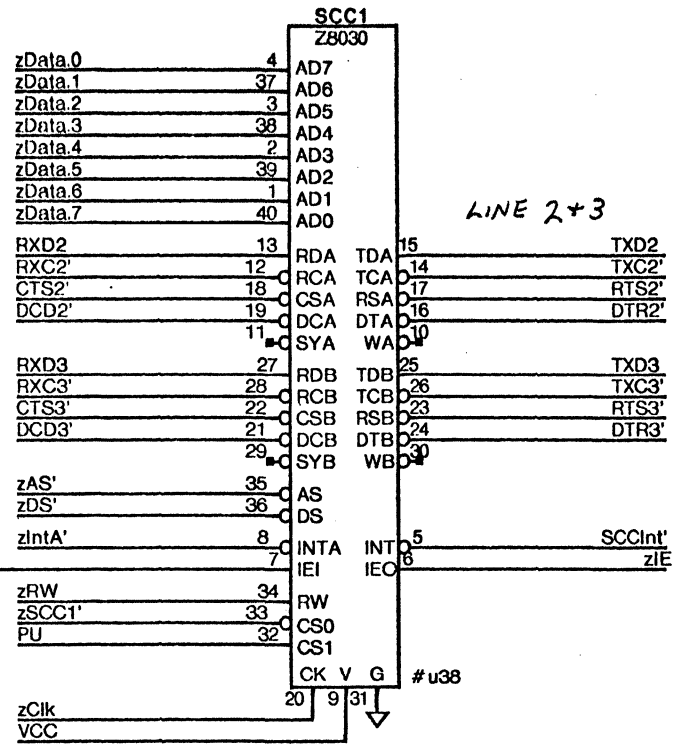 SCC1
Z8030
zData.0 4 AD7
zData.1 37 AD6
zData.2 3 AD5
zData.3 38 AD4
zData.4 2 AD3
zData.5 39 AD2
zData.6 1 AD1
zData.7 40 AD0
LINE 2+3
RXD2 13 RDA TDA 15 TXD2
RXC2' 12 RCA TCA 14 TXC2'
CTS2' 18 CSA RSA 17 RTS2'
DCD2' 19 DCA DTA 16 DTR2'
11 SYA WA 10
RXD3 27 RDB TDB 25 TXD3
RXC3' 28 RCB TCB 26 TXC3'
CTS3' 22 CSB RSB 23 RTS3'
DCD3' 21 DCB DTB 24 DTR3'
29 SYB WB 30
zAS' 35 AS
zDS' 36 DS
zIntA' 8 INTA INT 5 SCCInt'
7 IEI IEO 6 zIE
zRW 34 RW
zSCC1' 33 CS0
PU 32 CS1
CK V G #u38
20 9 31
zClk
VCC